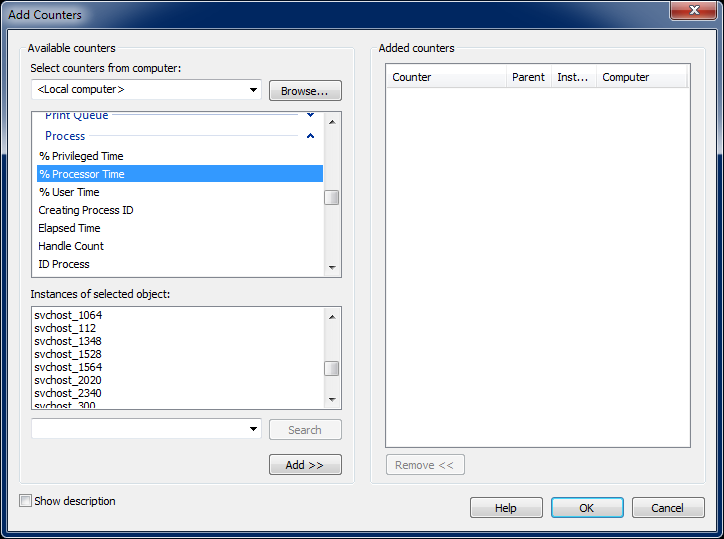 Add Counters
Available counters
Select counters from computer:
<Local computer>
Browse...
Print Queue
Process
% Privileged Time
% Processor Time
% User Time
Creating Process ID
Elapsed Time
Handle Count
ID Process
Instances of selected object:
svchost_1064
svchost_112
svchost_1348
svchost_1528
svchost_1564
svchost_2020
svchost_2340
svchost_300
Search
Add >>
Show description
Added counters
Counter Parent Inst... Computer
Remove <<
Help OK Cancel